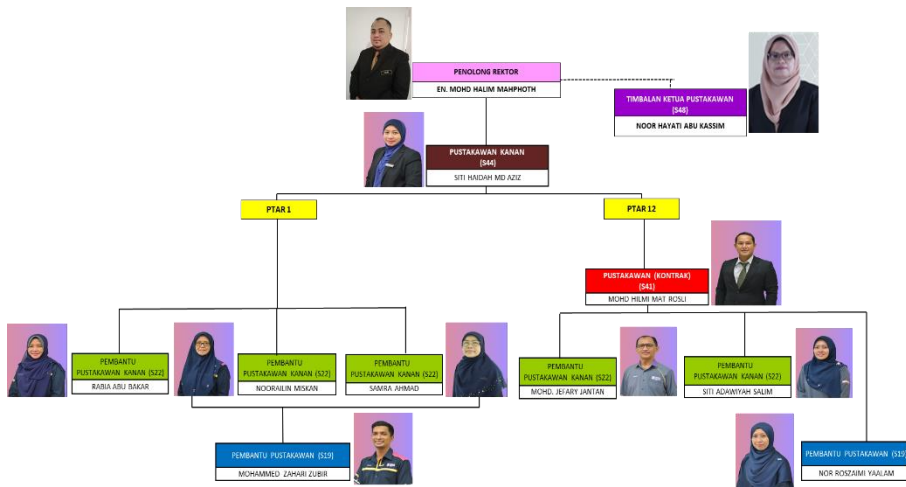 PENOLONG REKTOR
EN. MOHD HALIM MAHPHOTH
TIMBALAN KETUA PUSTAKAWAN
(S48)
NOOR HAYATI ABU KASSIM
PUSTAKAWAN KANAN
(S44)
SITI HAIDAH MD AZIZ
PTAR 1
PTAR 12
PUSTAKAWAN (KONTRAK)
(S41)
MOHD HILMI MAT ROSLI
PEMBANTU
PUSTAKAWAN KANAN (S22)
RABIA ABU BAKAR
PEMBANTU
PUSTAKAWAN KANAN (S22)
NOORAILIN MISKAN
PEMBANTU
PUSTAKAWAN KANAN (S22)
SAMRA AHMAD
PEMBANTU
PUSTAKAWAN KANAN (S22)
MOHD. JEFARY JANTAN
PEMBANTU
PUSTAKAWAN KANAN (S22)
SITI ADAWIYAH SALIM
PEMBANTU PUSTAKAWAN (S19)
MOHAMMED ZAHARI ZUBIR
PEMBANTU PUSTAKAWAN (S19)
NOR ROSZAIMI YAALAM